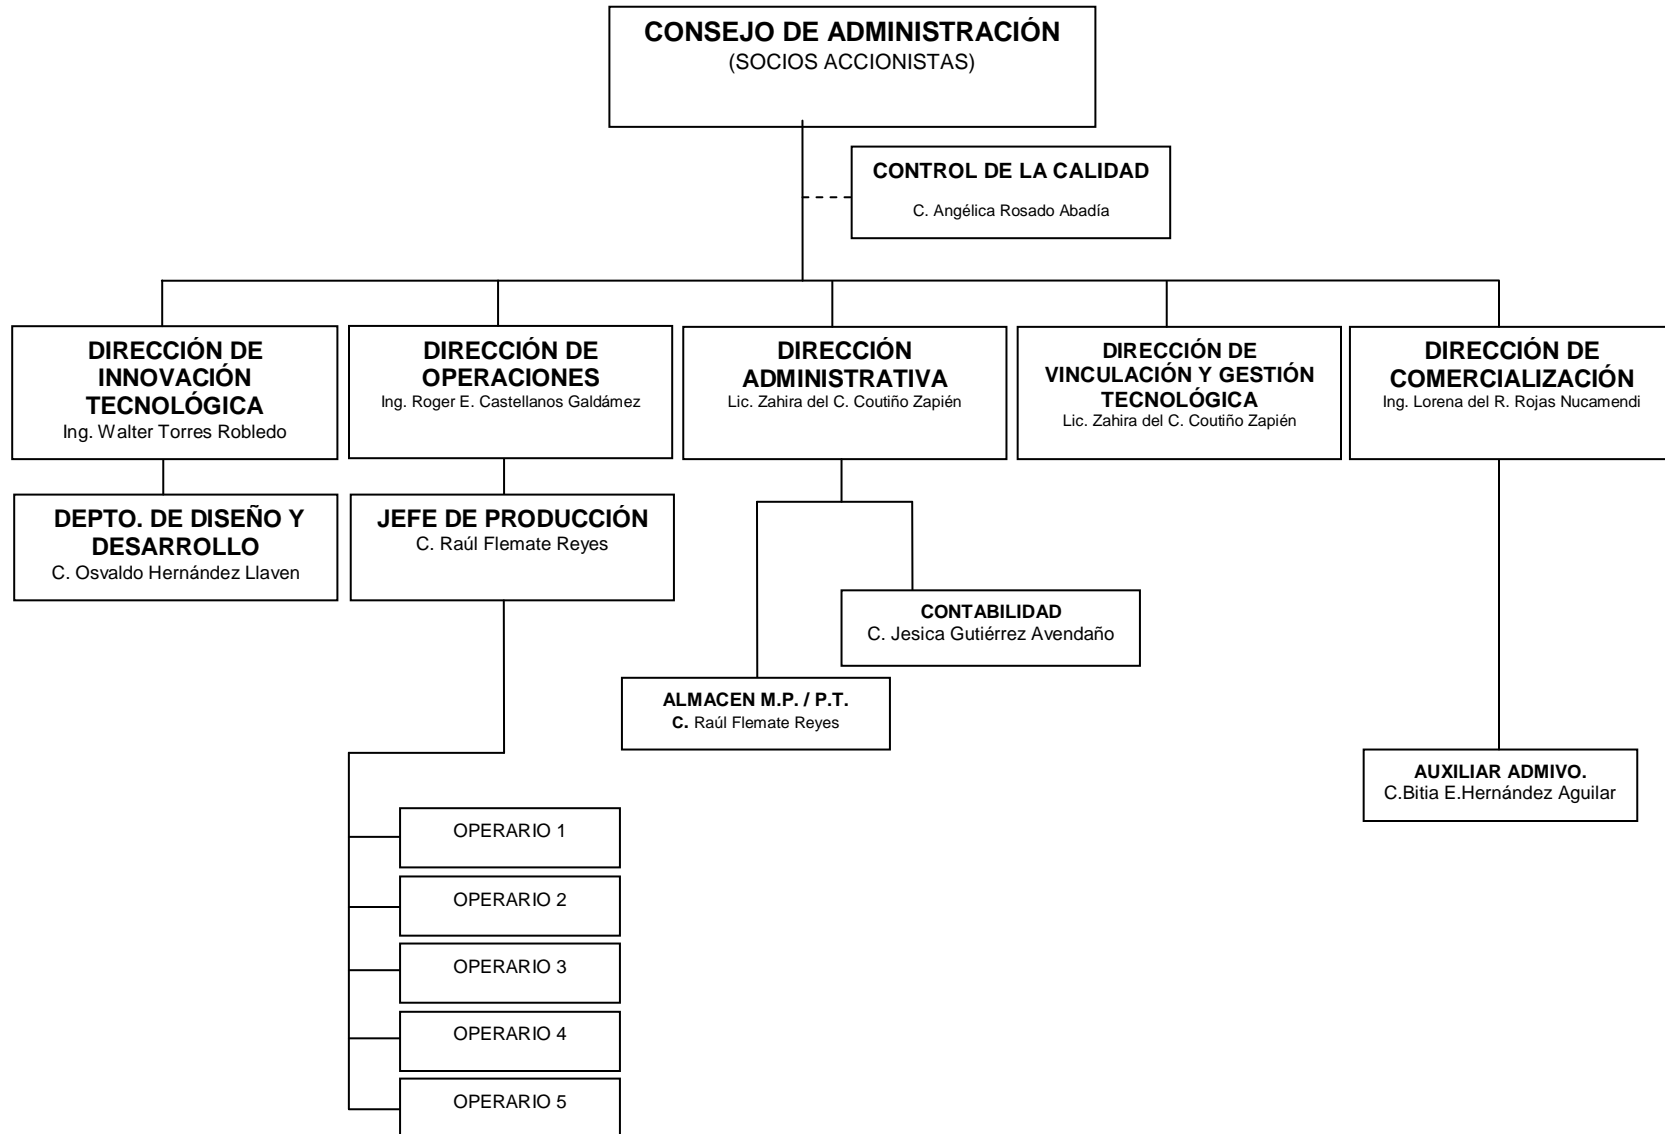 CONSEJO DE ADMINISTRACIÓN
(SOCIOS ACCIONISTAS)
CONTROL DE LA CALIDAD
C. Angélica Rosado Abadía
DIRECCIÓN DE
INNOVACIÓN
TECNOLÓGICA
Ing. Walter Torres Robledo
DIRECCIÓN DE
OPERACIONES
Ing. Roger E. Castellanos Galdámez
DIRECCIÓN
ADMINISTRATIVA
Lic. Zahira del C. Coutiño Zapién
DIRECCIÓN DE
VINCULACIÓN Y GESTIÓN
TECNOLÓGICA
Lic. Zahira del C. Coutiño Zapién
DIRECCIÓN DE
COMERCIALIZACIÓN
Ing. Lorena del R. Rojas Nucamendi
DEPTO. DE DISEÑO Y
DESARROLLO
C. Osvaldo Hernández Llaven
JEFE DE PRODUCCIÓN
C. Raúl Flemate Reyes
CONTABILIDAD
C. Jesica Gutiérrez Avendaño
ALMACEN M.P. / P.T.
C. Raúl Flemate Reyes
AUXILIAR ADMIVO.
C.Bitia E.Hernández Aguilar
OPERARIO 1
OPERARIO 2
OPERARIO 3
OPERARIO 4
OPERARIO 5